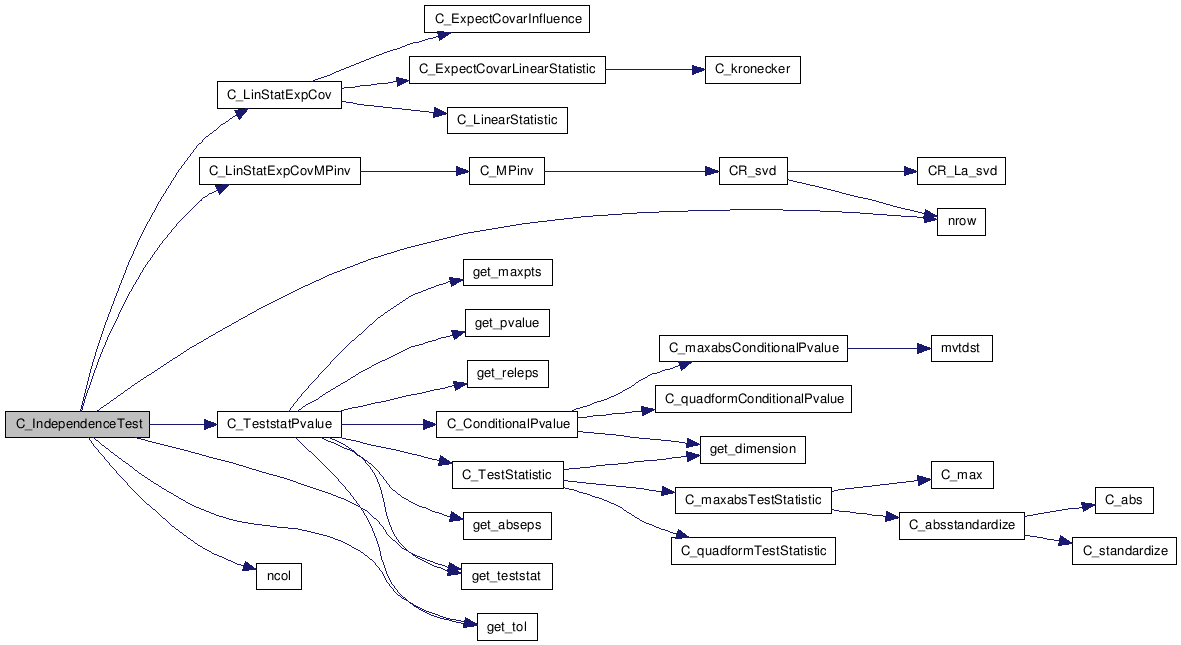 C_ExpectCovarInfluence
C_ExpectCovarLinearStatistic
C_kronecker
C_LinStatExpCov
C_LinearStatistic
C_LinStatExpCovMPinv
C_MPinv
CR_svd
CR_La_svd
nrow
get_maxpts
get_pvalue
C_maxabsConditionalPvalue
mvtdst
get_releps
C_quadformConditionalPvalue
C_IndependenceTest
C_TeststatPvalue
C_ConditionalPvalue
get_dimension
C_TestStatistic
C_max
C_maxabsTestStatistic
C_abs
get_abseps
C_absstandardize
C_quadformTestStatistic
C_standardize
ncol
get_teststat
get_tol